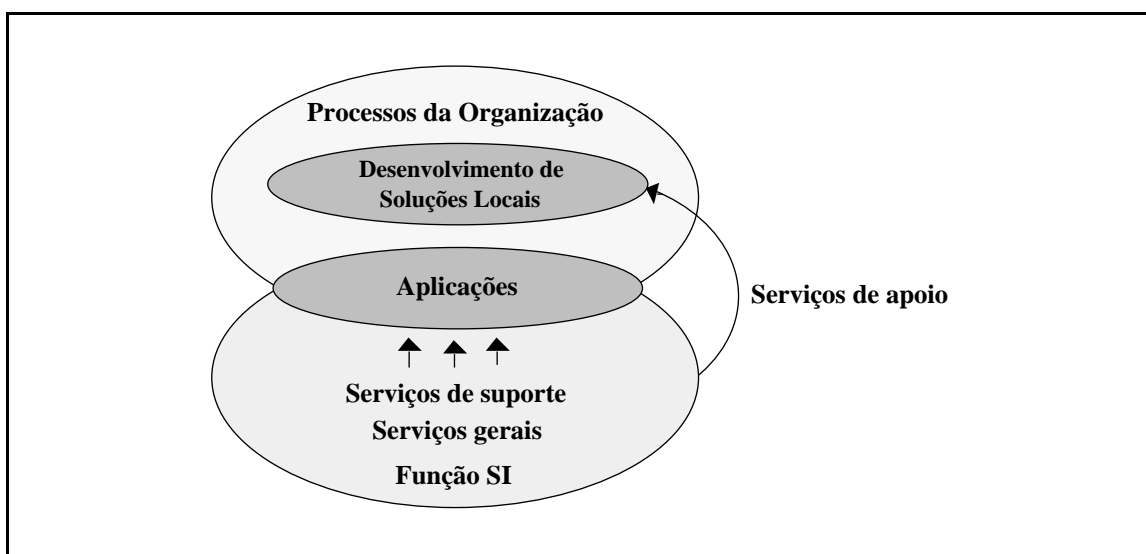 Processos da Organização
Desenvolvimento de
Soluções Locais
Aplicações
Serviços de apoio
Serviços de suporte
Serviços gerais
Função SI